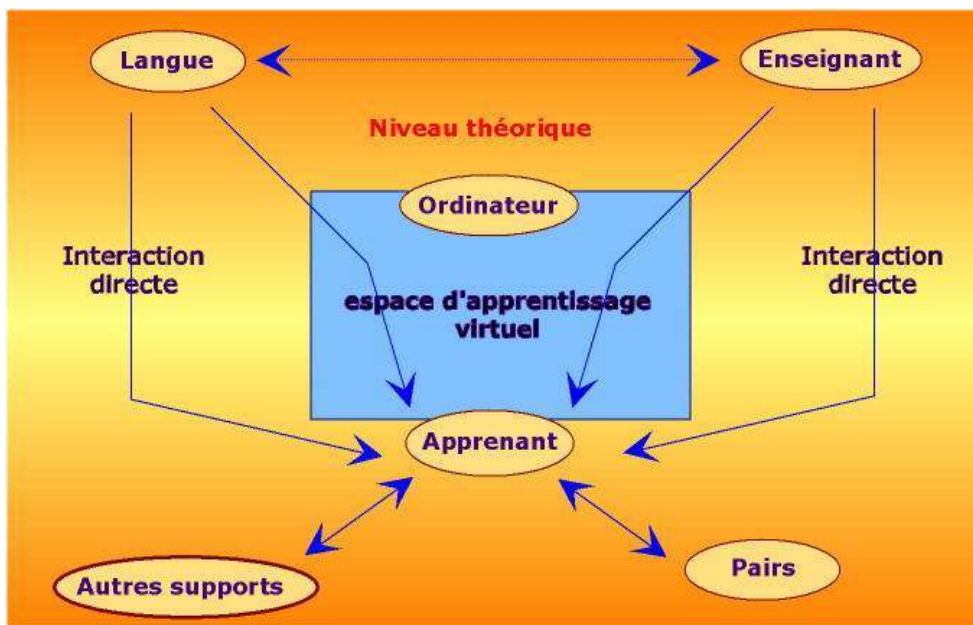 Langue
Enseignant
Niveau théorique
Ordinateur
Interaction
directe
espace d'apprentissage
virtuel
Interaction
directe
Apprenant
Autres supports
Pairs